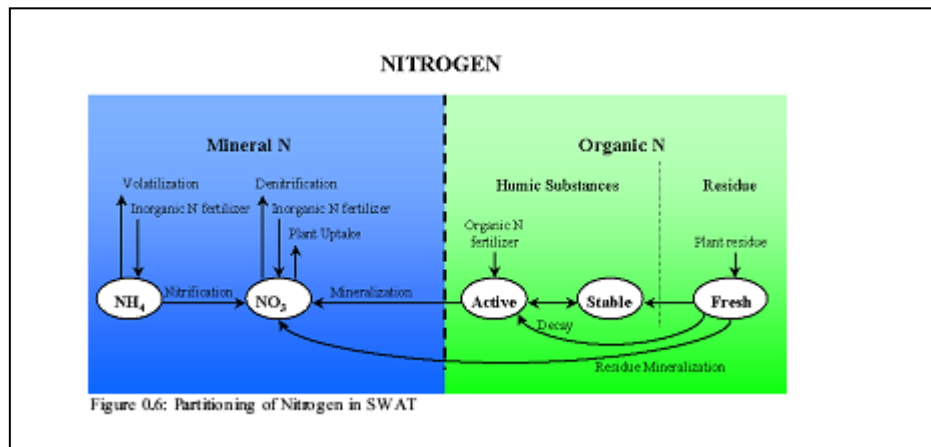 NITROGEN
Mineral N
Organic N
Volatilization
Denitrification
Humic Substances
Residue
Inorganic N fertilizer
Inorganic N fertilizer
Plant Uptake
Organic N
fertilizer
Plant residue
NH4
Nitrification
NO3
Mineralization
Active
Stable
Fresh
Decay
Residue Mineralization
Figure 0.6: Partitioning of Nitrogen in SWAT